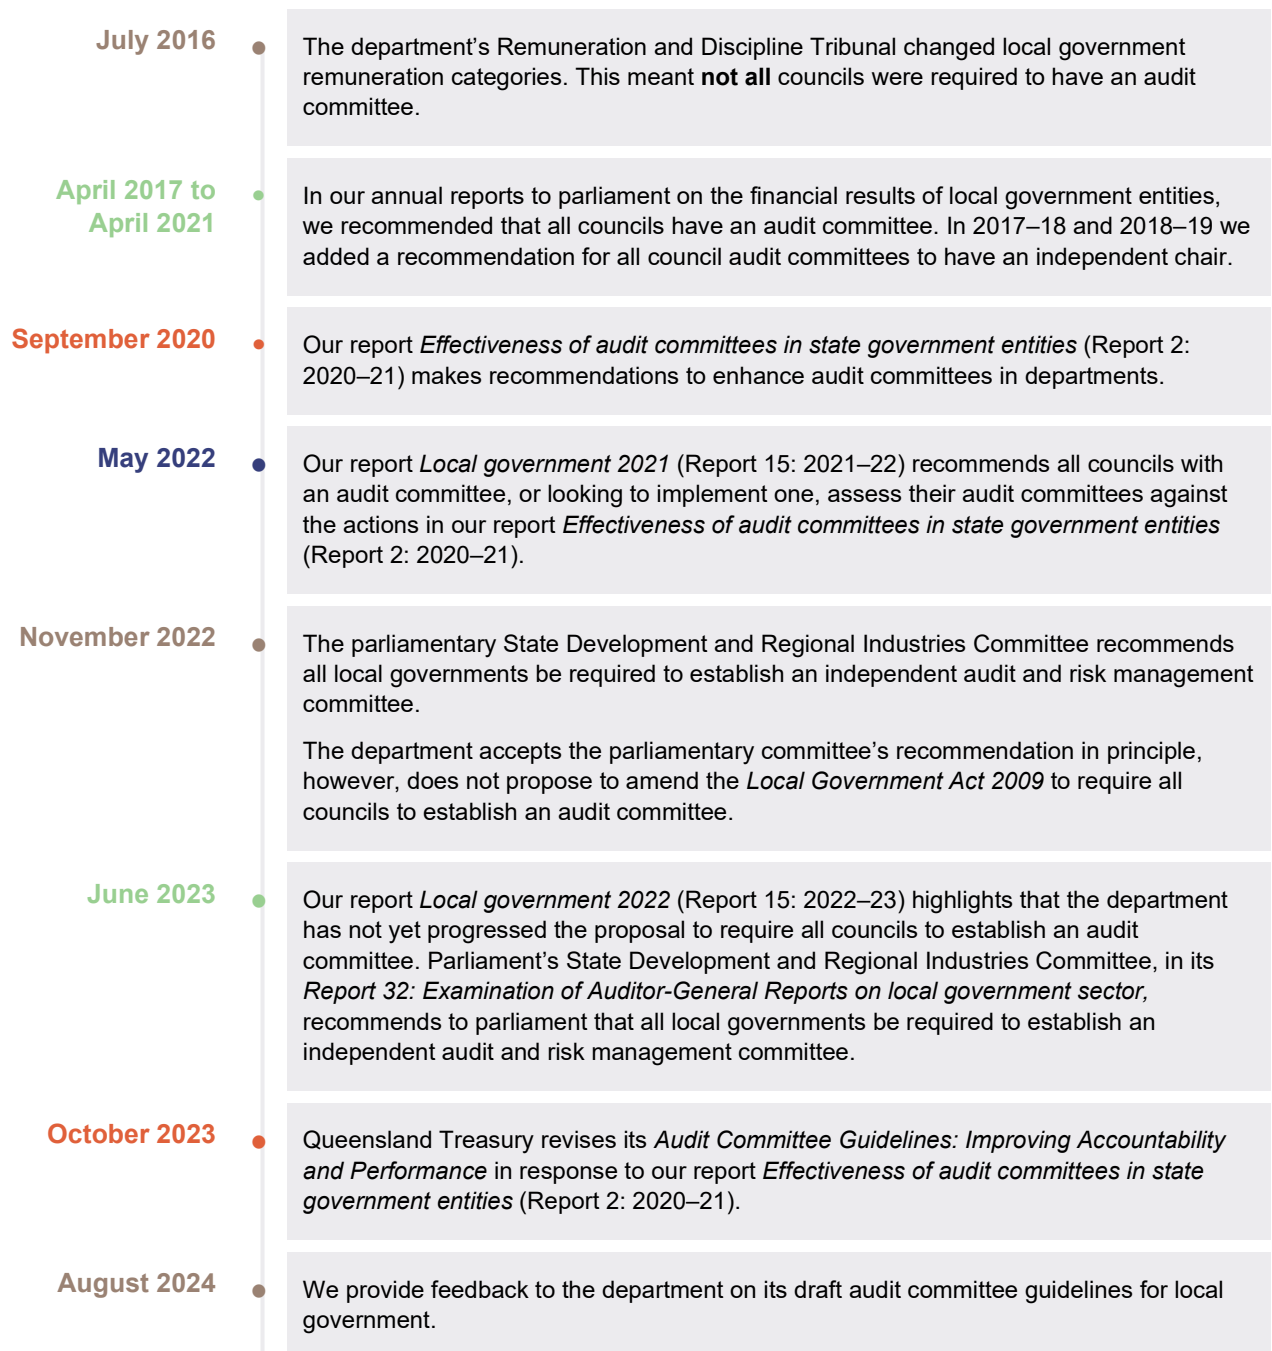 July 2016
The department’s Remuneration and Discipline Tribunal changed local government
remuneration categories. This meant not all councils were required to have an audit
committee.
April 2017 to
April 2021
In our annual reports to parliament on the financial results of local government entities,
we recommended that all councils have an audit committee. In 2017–18 and 2018–19 we
added a recommendation for all council audit committees to have an independent chair.
September 2020
Our report Effectiveness of audit committees in state government entities (Report 2:
2020–21) makes recommendations to enhance audit committees in departments.
May 2022
Our report Local government 2021 (Report 15: 2021–22) recommends all councils with
an audit committee, or looking to implement one, assess their audit committees against
the actions in our report Effectiveness of audit committees in state government entities
(Report 2: 2020–21).
November 2022
The parliamentary State Development and Regional Industries Committee recommends
all local governments be required to establish an independent audit and risk management
committee.
The department accepts the parliamentary committee’s recommendation in principle,
however, does not propose to amend the Local Government Act 2009 to require all
councils to establish an audit committee.
June 2023
Our report Local government 2022 (Report 15: 2022–23) highlights that the department
has not yet progressed the proposal to require all councils to establish an audit
committee. Parliament’s State Development and Regional Industries Committee, in its
Report 32: Examination of Auditor-General Reports on local government sector,
recommends to parliament that all local governments be required to establish an
independent audit and risk management committee.
October 2023
Queensland Treasury revises its Audit Committee Guidelines: Improving Accountability
and Performance in response to our report Effectiveness of audit committees in state
government entities (Report 2: 2020–21).
August 2024
We provide feedback to the department on its draft audit committee guidelines for local
government.